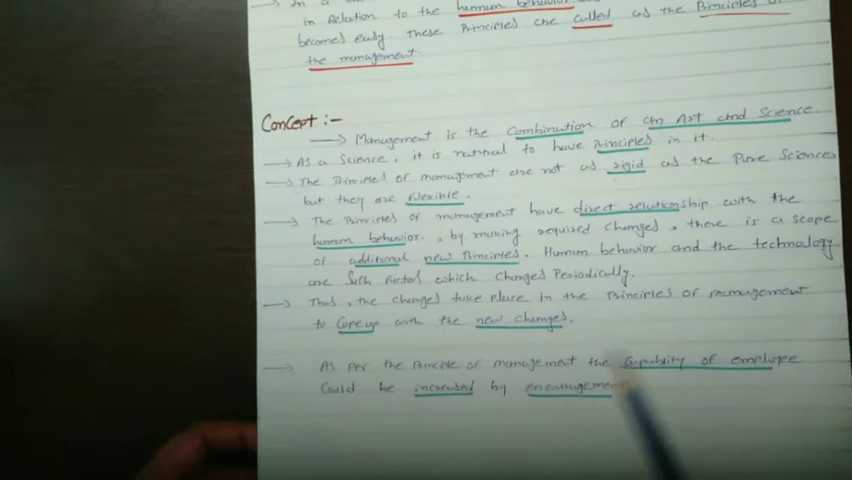 in Relation to the human behavior
becomes easy. These Principles are called as the Principles of
the management
Concept :-
→ Management is the Combination of an Art and Science
→ As a Science, it is natural to have Principles in it.
→ The Principles of management are not as rigid as the Pure Science,
but they are flexible.
→ The Principles of management have direct relationship with the
human behavior, by making required changes, there is a scope
of additional new Principles. Human behavior and the technology
are such factors which changes Periodically.
→ Thus, the changes take place in the Principles of management
to Cope up with the new changes.
→ As per the Principle of management the Capability of employee
Could be increased by